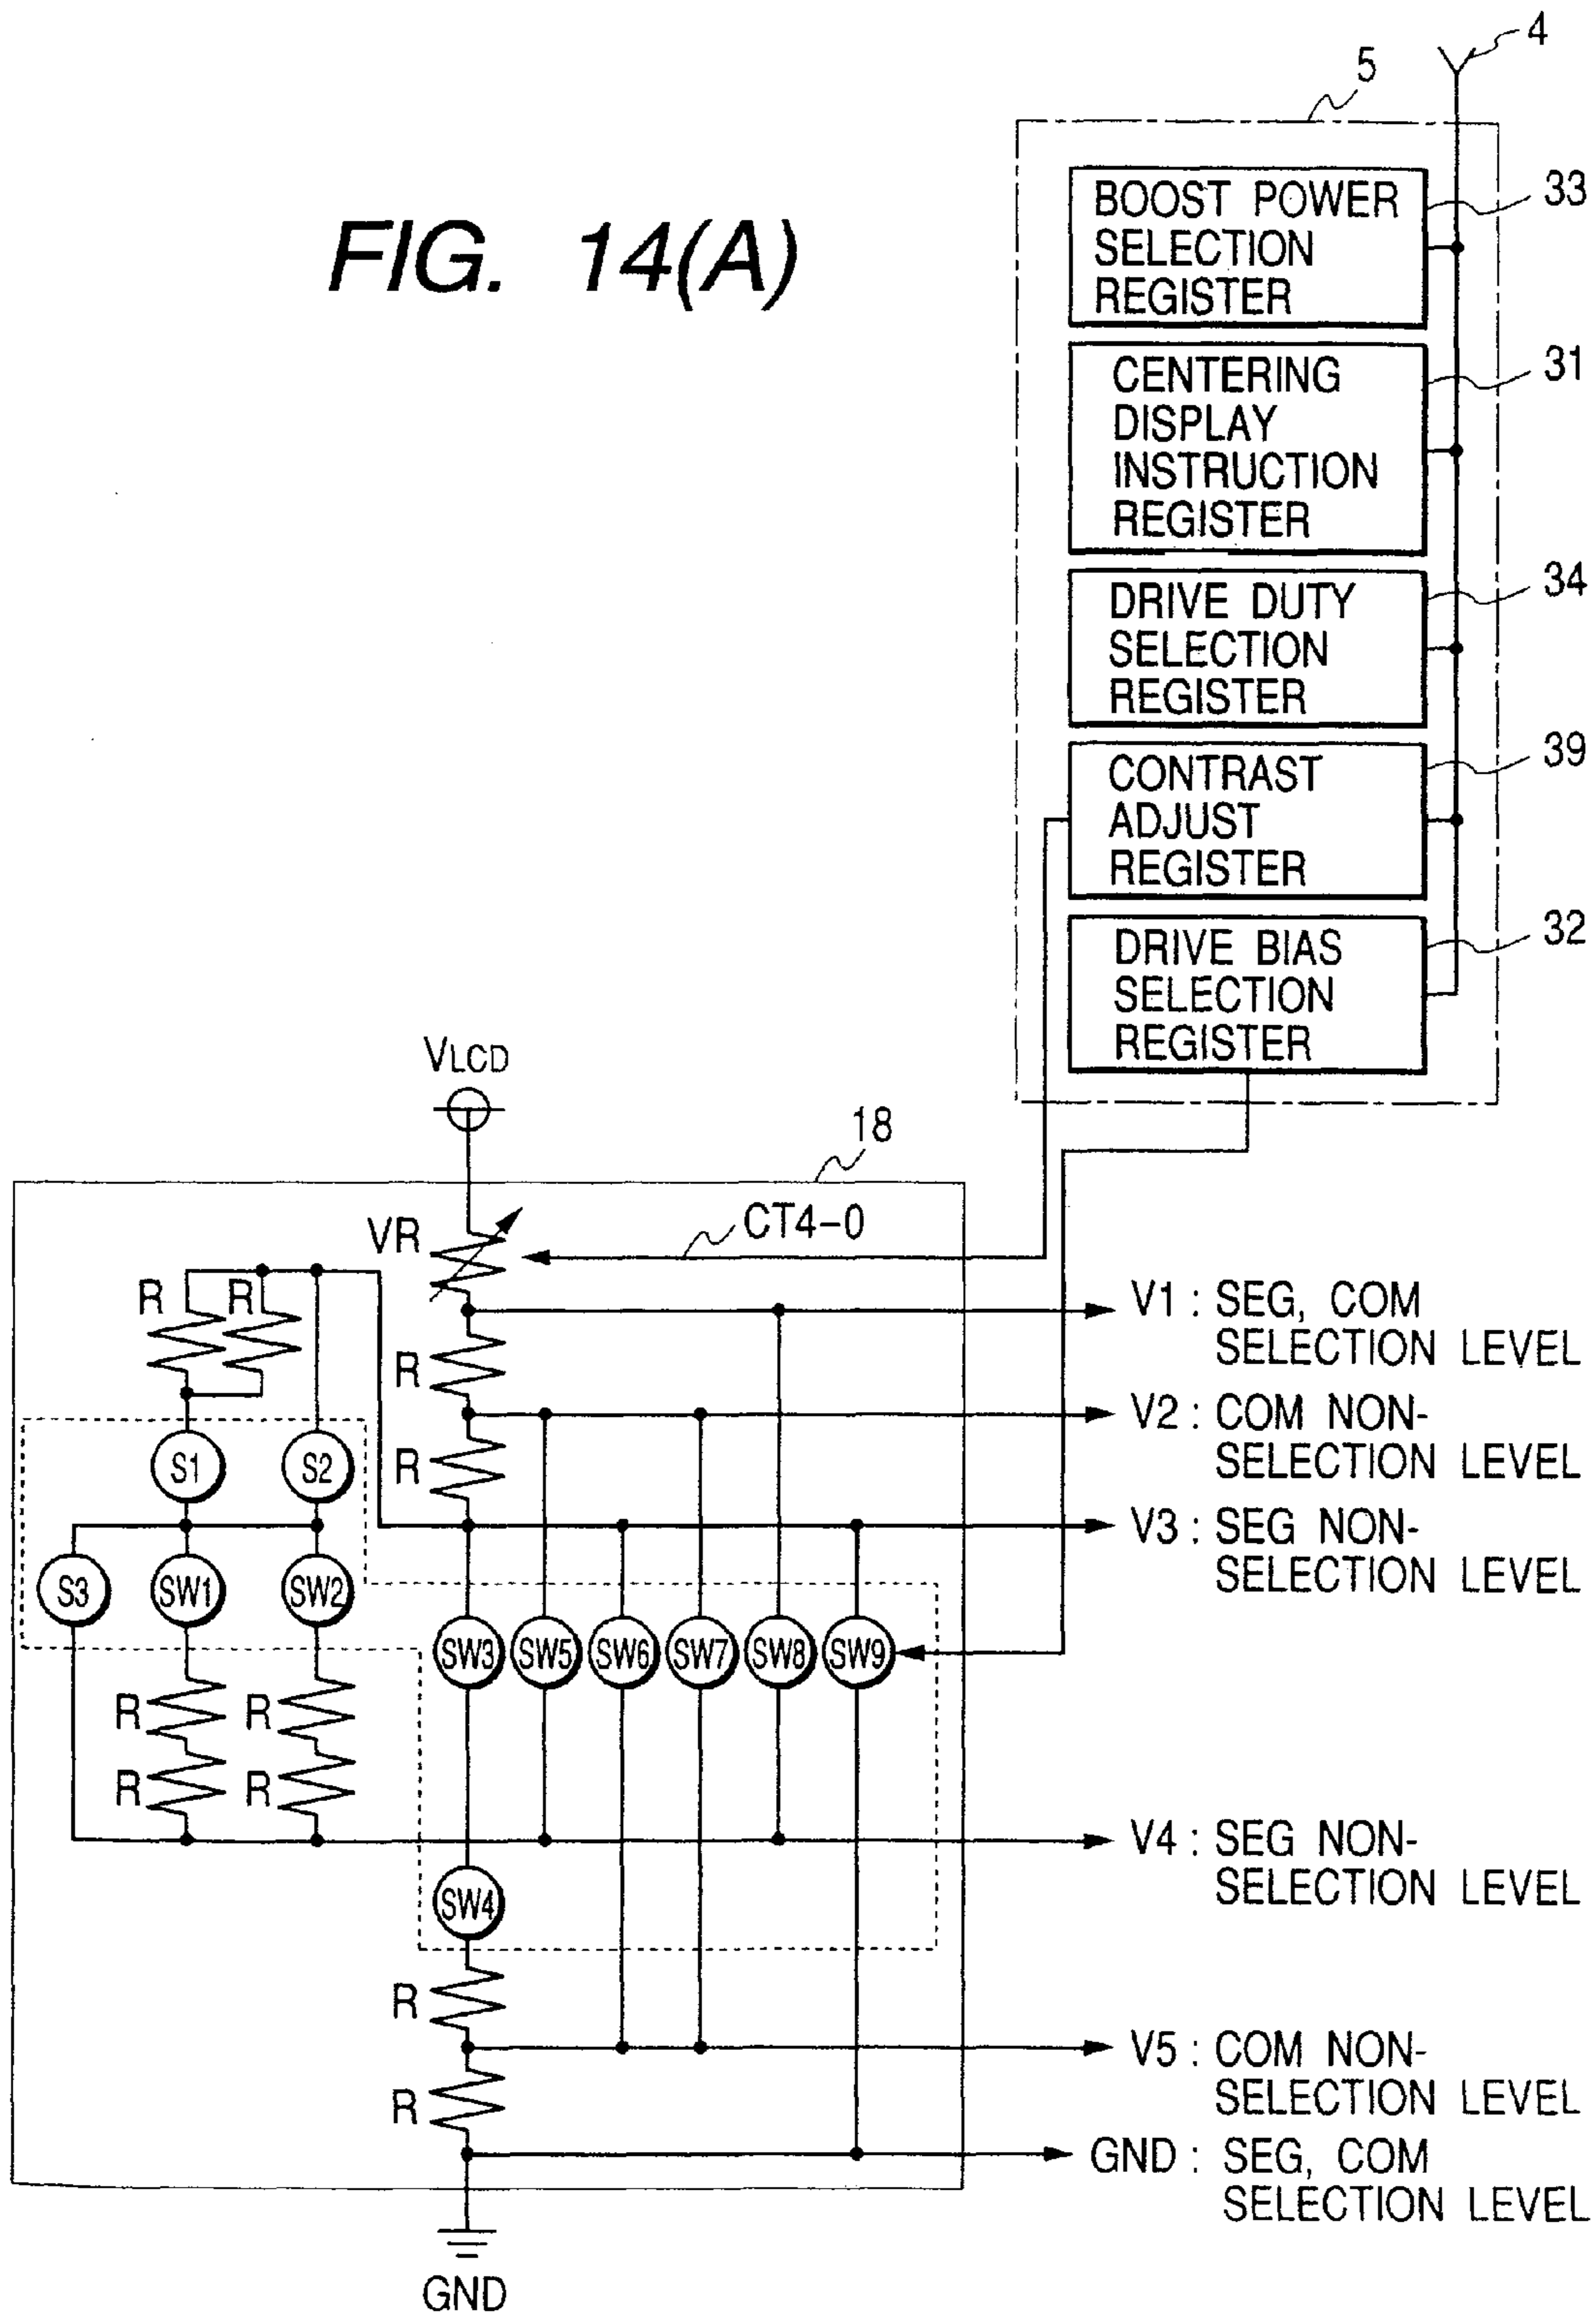 FIG. 14(A)
4
5
BOOST POWER
SELECTION
REGISTER
33
CENTERING
DISPLAY
INSTRUCTION
REGISTER
31
DRIVE DUTY
SELECTION
REGISTER
34
CONTRAST
ADJUST
REGISTER
39
DRIVE BIAS
SELECTION
REGISTER
32
VLCD
18
VR
CT4-0
R
R
R
R
V1 : SEG, COM
SELECTION LEVEL
V2 : COM NON-
SELECTION LEVEL
V3 : SEG NON-
SELECTION LEVEL
S1
S2
S3
SW1
SW2
SW3
SW5
SW6
SW7
SW8
SW9
R
R
R
R
V4 : SEG NON-
SELECTION LEVEL
SW4
R
R
V5 : COM NON-
SELECTION LEVEL
GND : SEG, COM
SELECTION LEVEL
GND